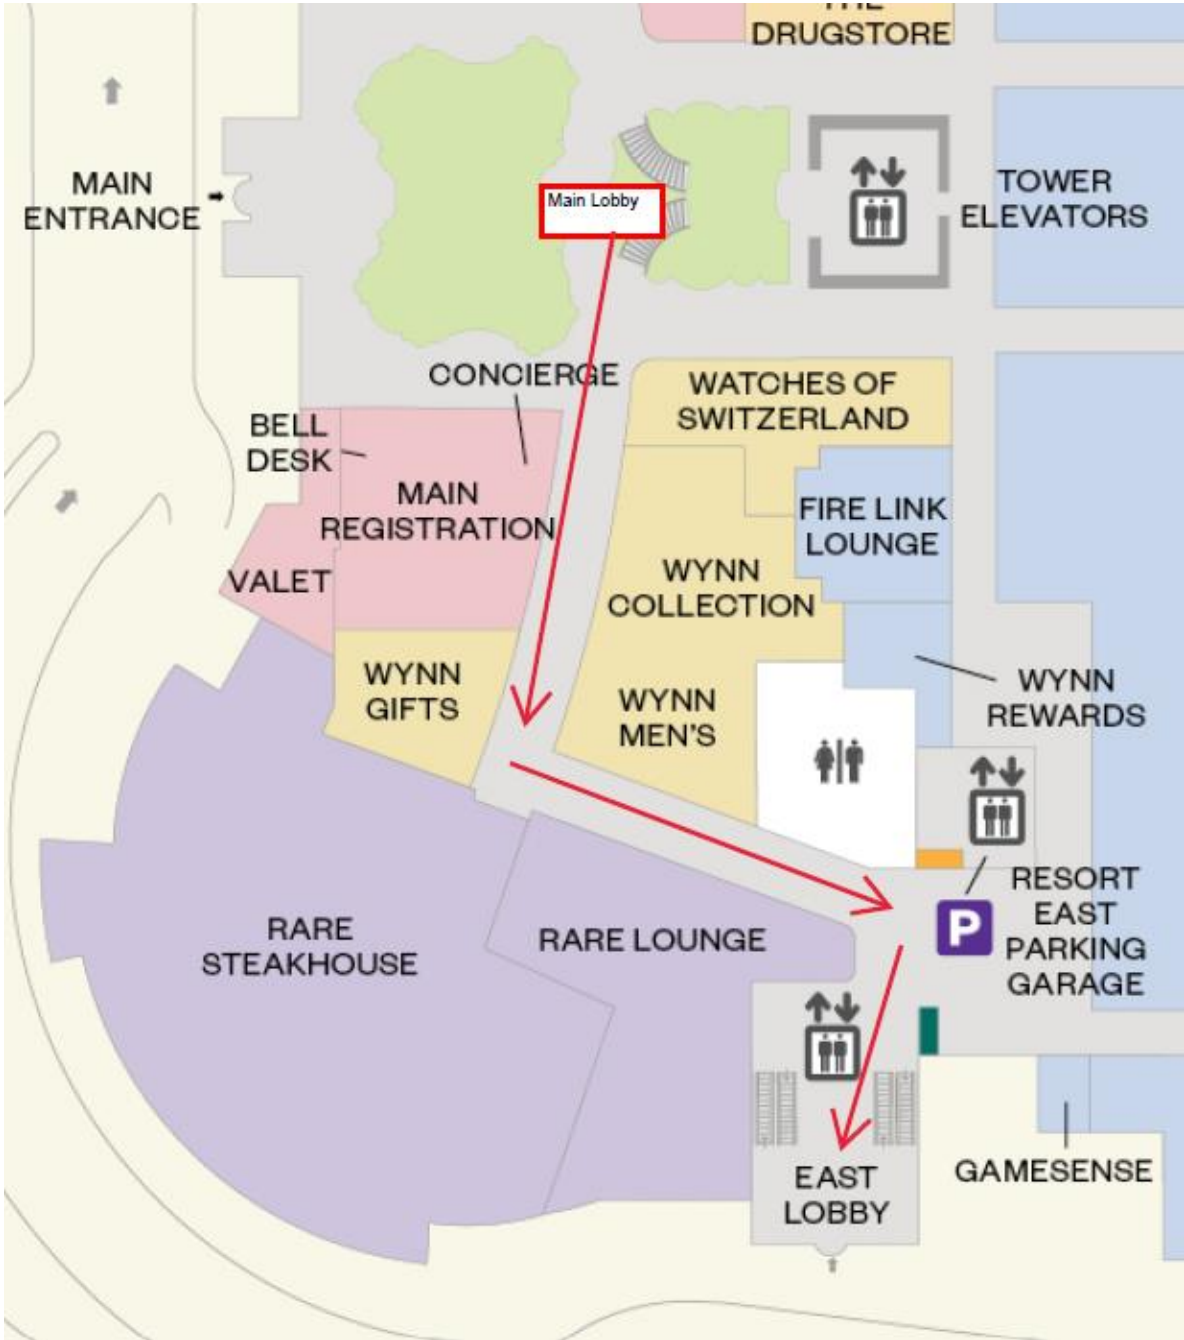 DRUGSTORE
MAIN
ENTRANCE
Main Lobby
TOWER
ELEVATORS
CONCIERGE
WATCHES OF
SWITZERLAND
BELL
DESK
MAIN
REGISTRATION
FIRE LINK
LOUNGE
VALET
WYNN
COLLECTION
WYNN
GIFTS
WYNN
MEN'S
WYNN
REWARDS
P
RESORT
EAST
PARKING
GARAGE
RARE
STEAKHOUSE
RARE LOUNGE
EAST
LOBBY
GAMESENSE